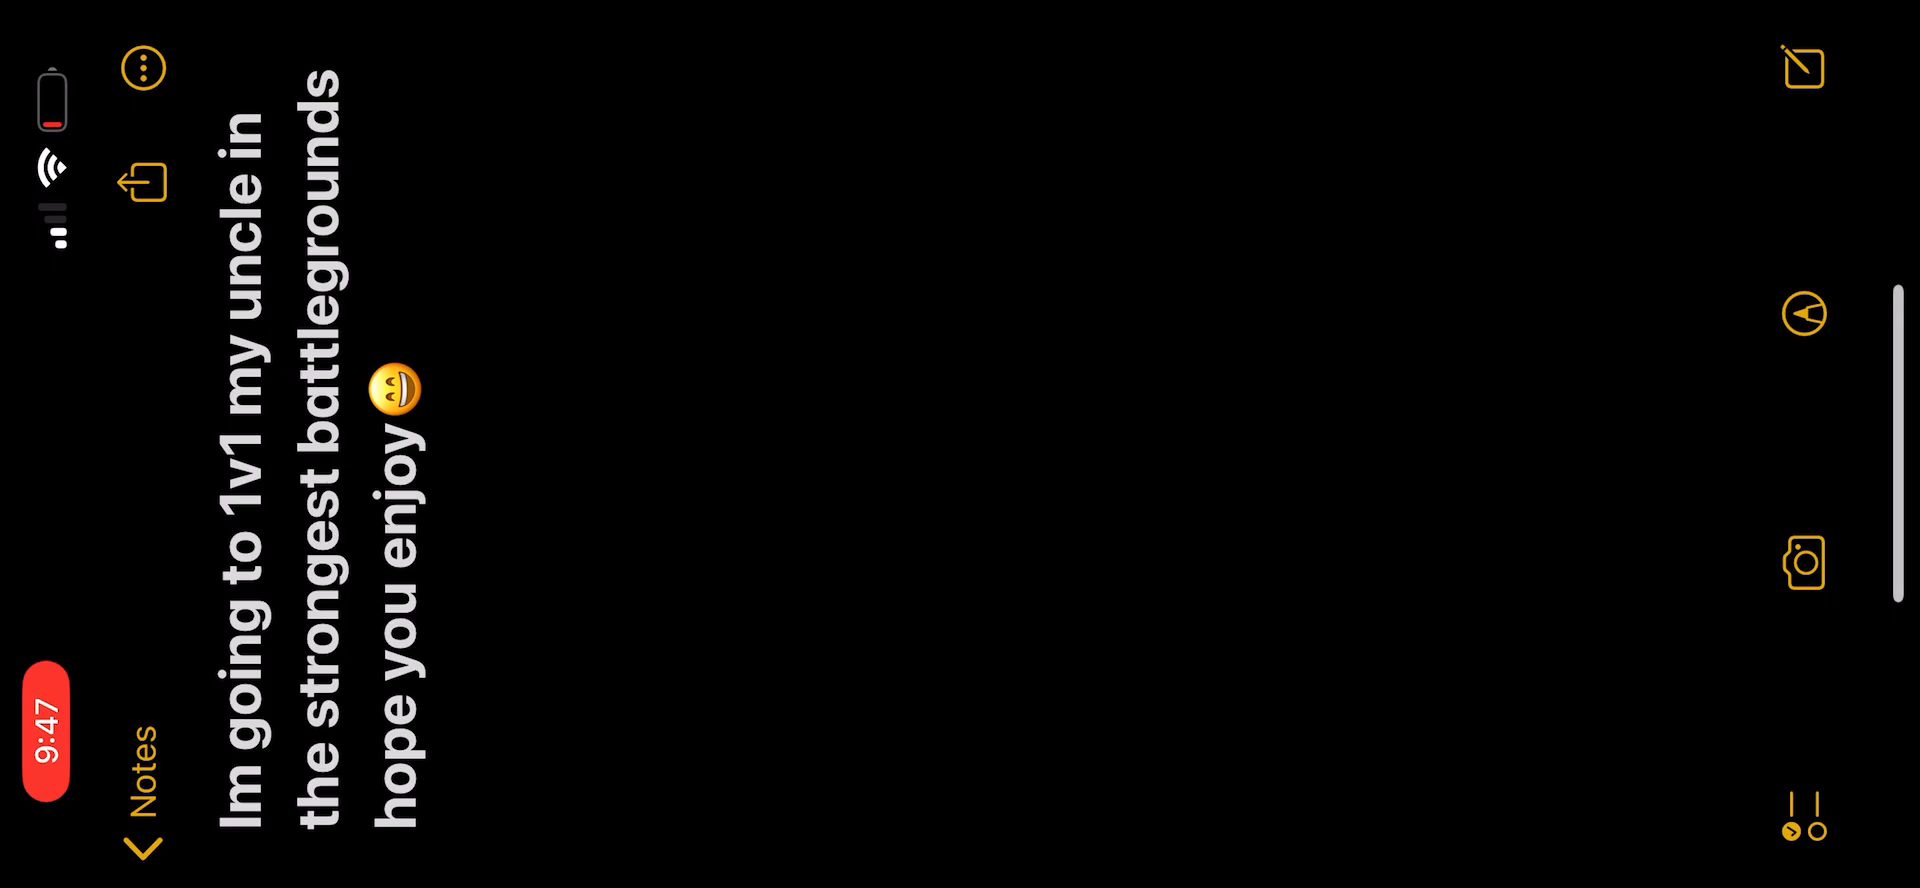 9:47
Notes
Im going to 1v1 my uncle in
the strongest battlegrounds
hope you enjoy😄